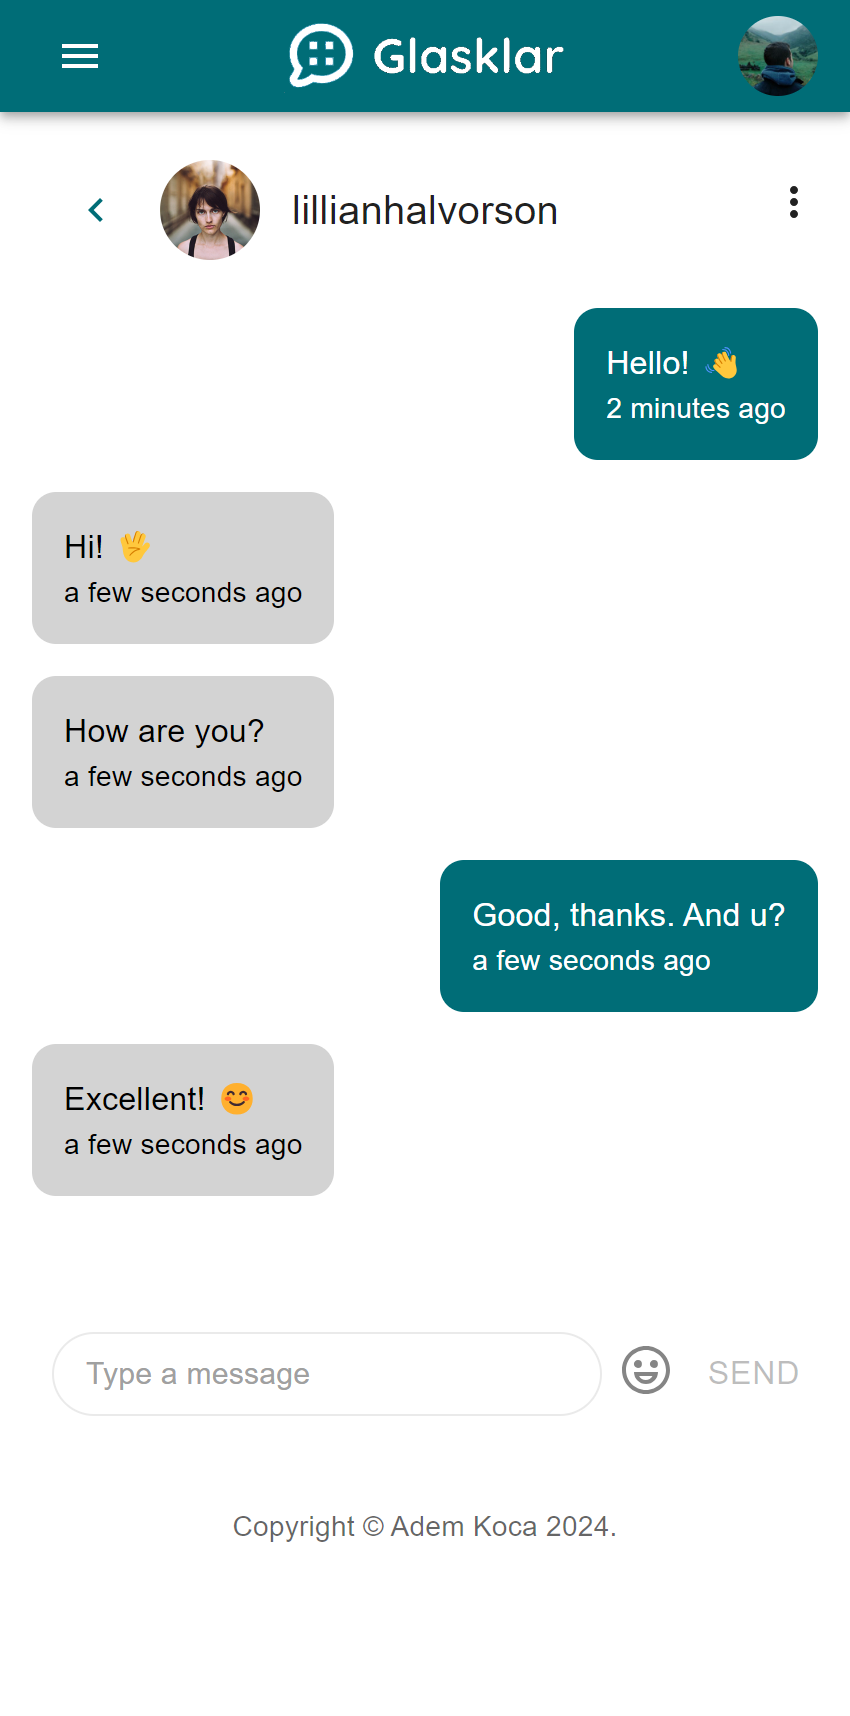 Glasklar
lillianhalvorson
Hello! 👋
2 minutes ago
Hi! 🖖
a few seconds ago
How are you?
a few seconds ago
Good, thanks. And u?
a few seconds ago
Excellent! 😊
a few seconds ago
Type a message
SEND
Copyright © Adem Koca 2024.